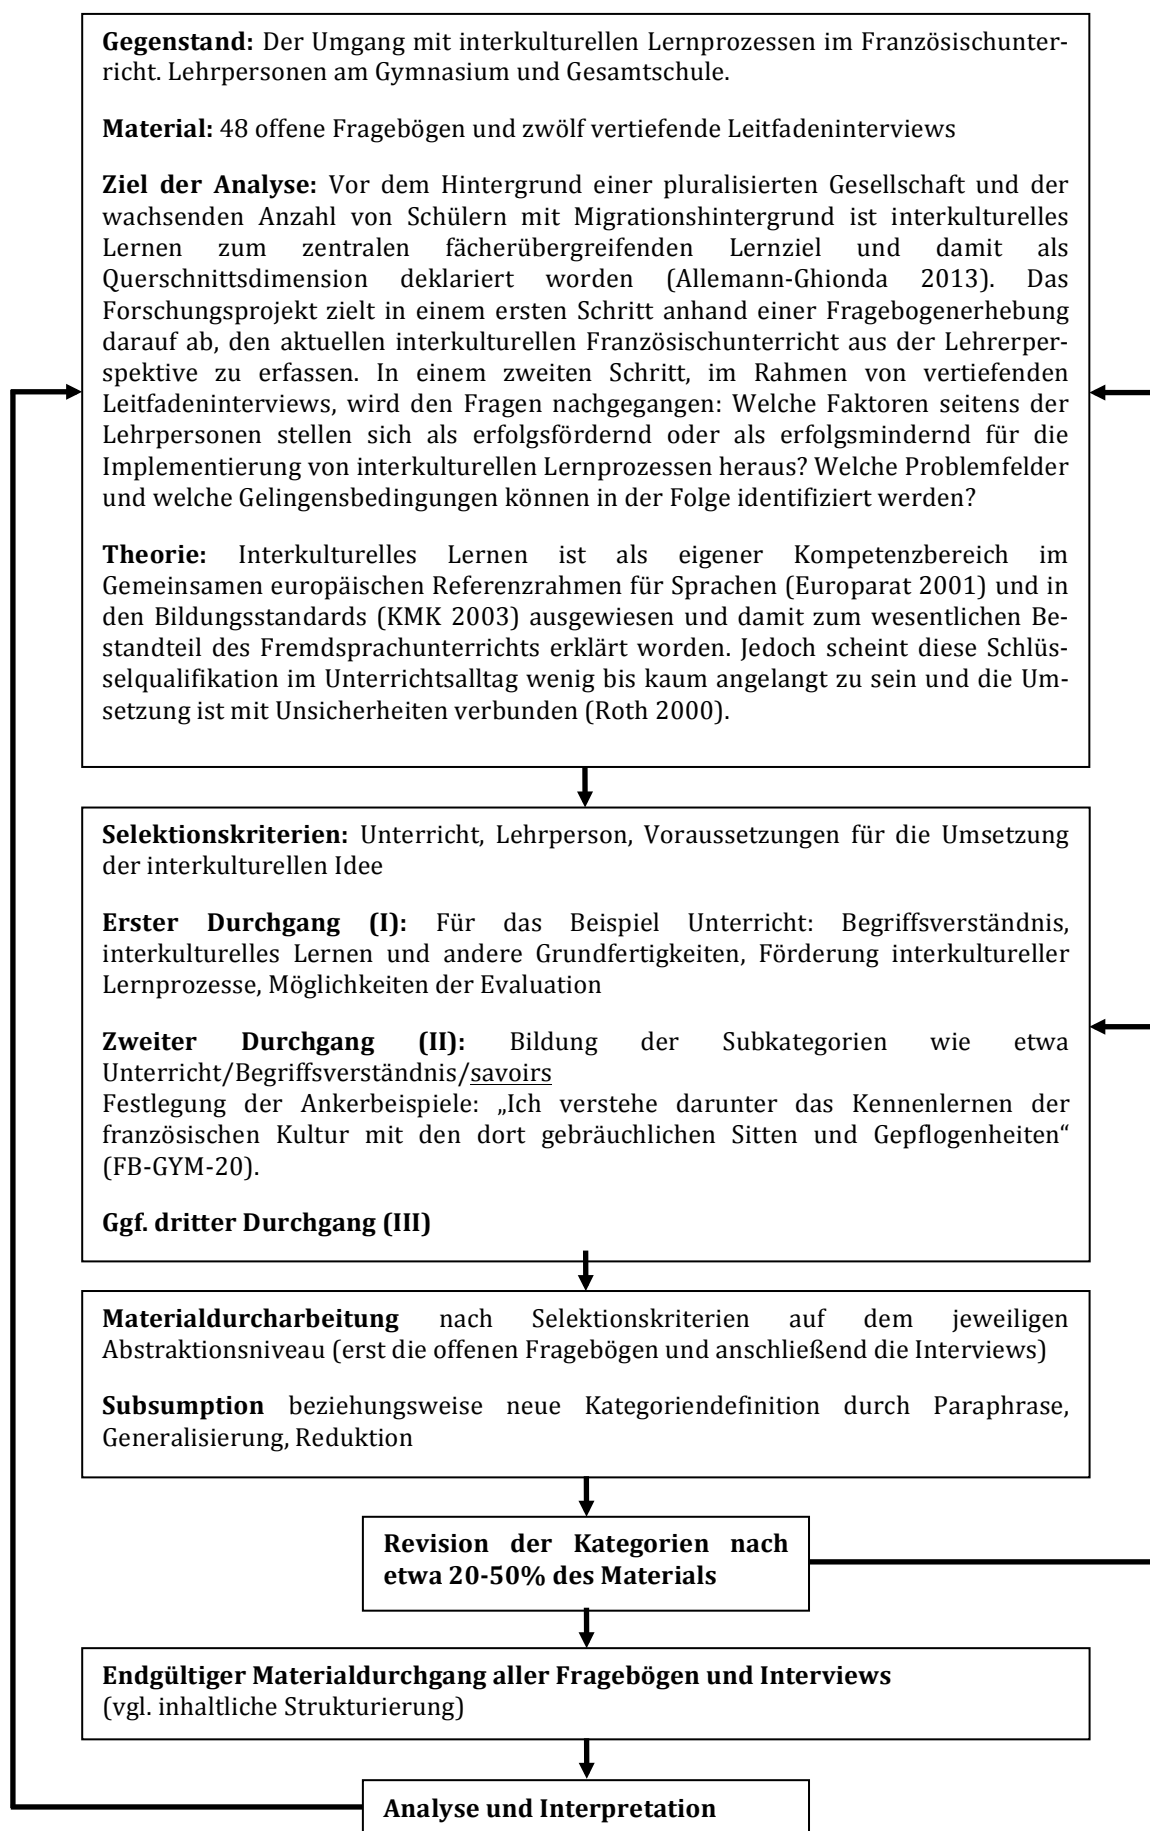 Gegenstand: Der Umgang mit interkulturellen Lernprozessen im Französischunter-
richt. Lehrpersonen am Gymnasium und Gesamtschule.
Material: 48 offene Fragebögen und zwölf vertiefende Leitfadeninterviews
Ziel der Analyse: Vor dem Hintergrund einer pluralisierten Gesellschaft und der
wachsenden Anzahl von Schülern mit Migrationshintergrund ist interkulturelles
Lernen zum zentralen fächerübergreifenden Lernziel und damit als
Querschnittsdimension deklariert worden (Allemann-Ghionda 2013). Das
Forschungsprojekt zielt in einem ersten Schritt anhand einer Fragebogenerhebung
darauf ab, den aktuellen interkulturellen Französischunterricht aus der Lehrerper-
spektive zu erfassen. In einem zweiten Schritt, im Rahmen von vertiefenden
Leitfadeninterviews, wird den Fragen nachgegangen: Welche Faktoren seitens der
Lehrpersonen stellen sich als erfolgsfördernd oder als erfolgsmindernd für die
Implementierung von interkulturellen Lernprozessen heraus? Welche Problemfelder
und welche Gelingensbedingungen können in der Folge identifiziert werden?
Theorie: Interkulturelles Lernen ist als eigener Kompetenzbereich im
Gemeinsamen europäischen Referenzrahmen für Sprachen (Europarat 2001) und in
den Bildungsstandards (KMK 2003) ausgewiesen und damit zum wesentlichen Be-
standteil des Fremdsprachunterrichts erklärt worden. Jedoch scheint diese Schlüs-
selqualifikation im Unterrichtsalltag wenig bis kaum angelangt zu sein und die Um-
setzung ist mit Unsicherheiten verbunden (Roth 2000).
Selektionskriterien: Unterricht, Lehrperson, Voraussetzungen für die Umsetzung
der interkulturellen Idee
Erster Durchgang (I): Für das Beispiel Unterricht: Begriffsverständnis,
interkulturelles Lernen und andere Grundfertigkeiten, Förderung interkultureller
Lernprozesse, Möglichkeiten der Evaluation
Zweiter Durchgang (II): Bildung der Subkategorien wie etwa
Unterricht/Begriffsverständnis/savoirs
Festlegung der Ankerbeispiele: „Ich verstehe darunter das Kennenlernen der
französischen Kultur mit den dort gebräuchlichen Sitten und Gepflogenheiten“
(FB-GYM-20).
Ggf. dritter Durchgang (III)
Materialdurcharbeitung nach Selektionskriterien auf dem jeweiligen
Abstraktionsniveau (erst die offenen Fragebögen und anschließend die Interviews)
Subsumption beziehungsweise neue Kategoriendefinition durch Paraphrase,
Generalisierung, Reduktion
Revision der Kategorien nach
etwa 20-50% des Materials
Endgültiger Materialdurchgang aller Fragebögen und Interviews
(vgl. inhaltliche Strukturierung)
Analyse und Interpretation